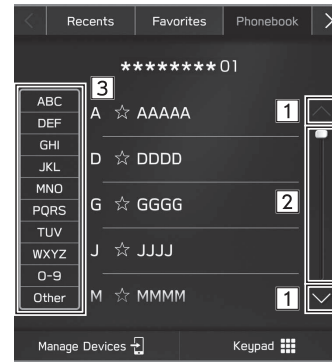 Recents Favorites Phonebook
********01
ABC
DEF
GHI
JKL
MNO
PQRS
TUV
WXYZ
0-9
Other
3
A ☆ AAAAA
D ☆ DDDD
G ☆ GGGG
J ☆ JJJJ
M ☆ MMMM
1
2
1
Manage Devices Keypad